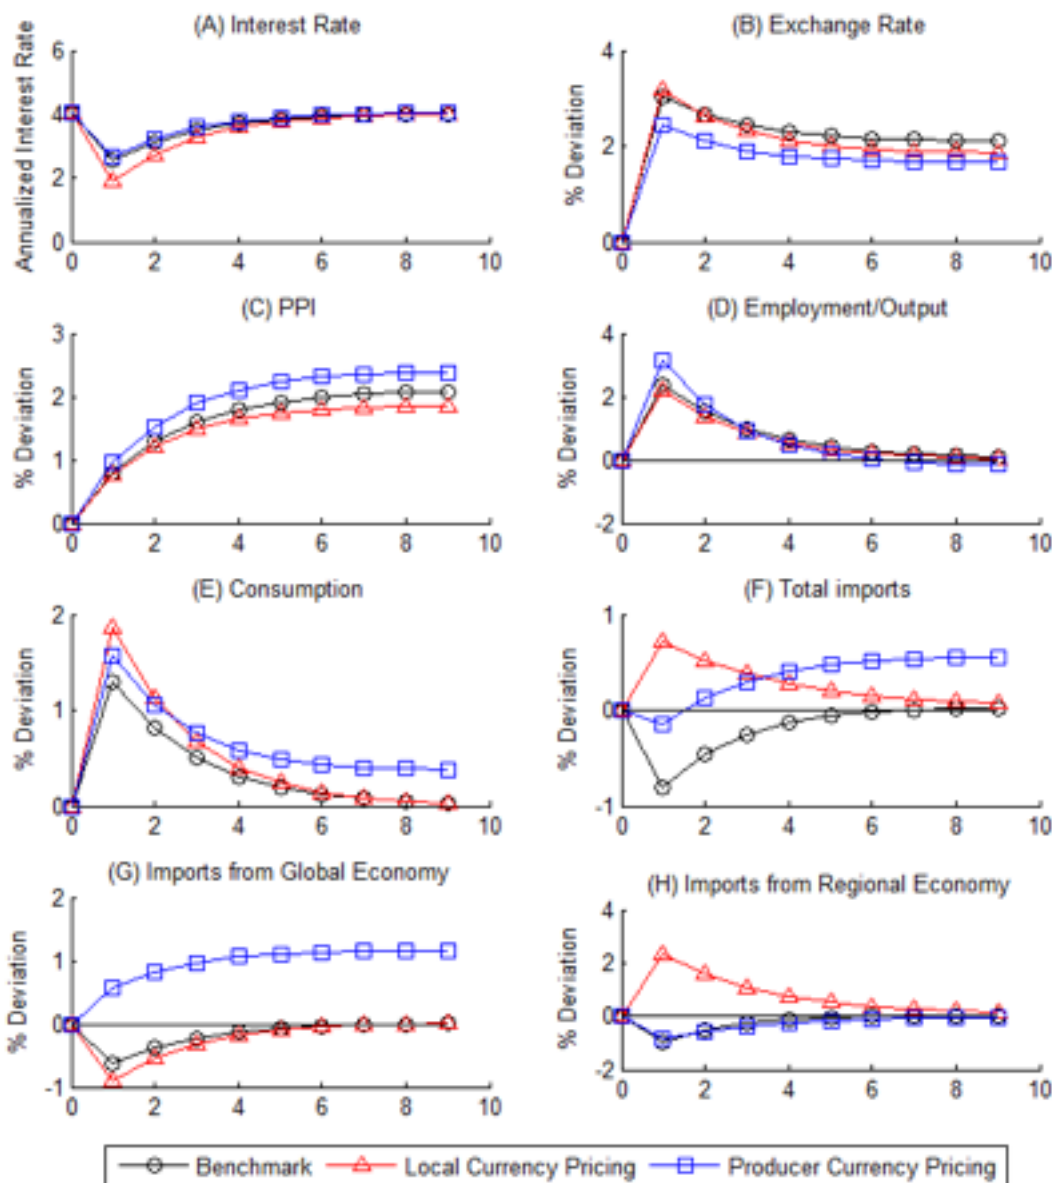 (A) Interest Rate
Annualized Interest Rate
6
4
2
0
0 2 4 6 8 10
(B) Exchange Rate
% Deviation
4
2
0
0 2 4 6 8 10
(C) PPI
% Deviation
3
2
1
0
0 2 4 6 8 10
(D) Employment/Output
% Deviation
4
2
0
-2
0 2 4 6 8 10
(E) Consumption
% Deviation
2
1
0
0 2 4 6 8 10
(F) Total imports
% Deviation
1
0
-1
0 2 4 6 8 10
(G) Imports from Global Economy
% Deviation
2
1
0
-1
0 2 4 6 8 10
(H) Imports from Regional Economy
% Deviation
4
2
0
-2
0 2 4 6 8 10
Benchmark Local Currency Pricing Producer Currency Pricing